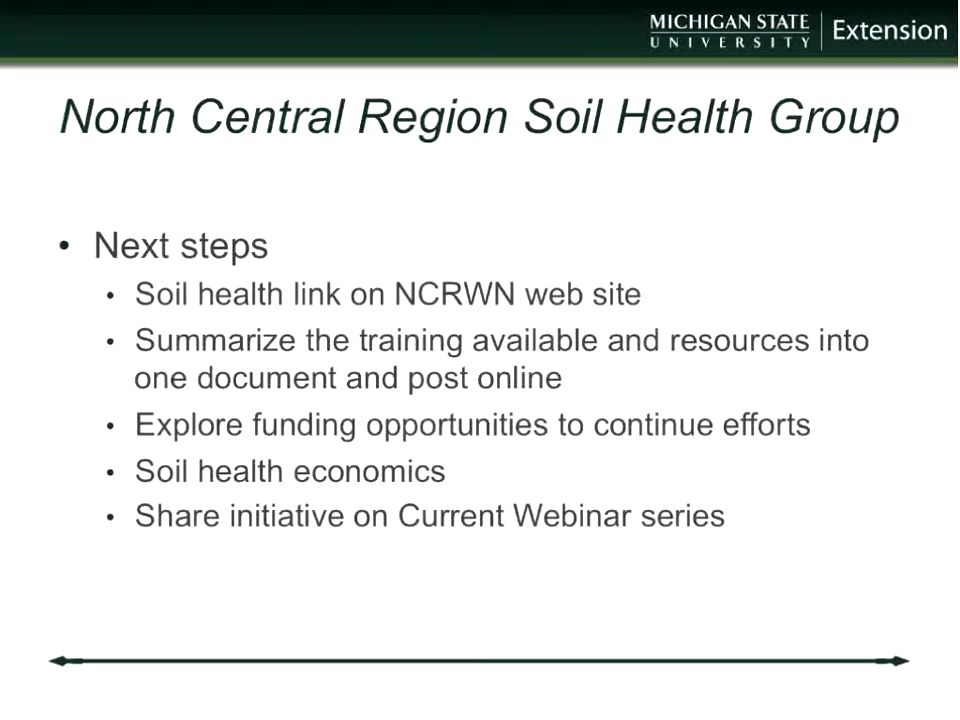 MICHIGAN STATE
UNIVERSITY
Extension
North Central Region Soil Health Group
• Next steps
• Soil health link on NCRWN web site
• Summarize the training available and resources into
one document and post online
• Explore funding opportunities to continue efforts
• Soil health economics
• Share initiative on Current Webinar series